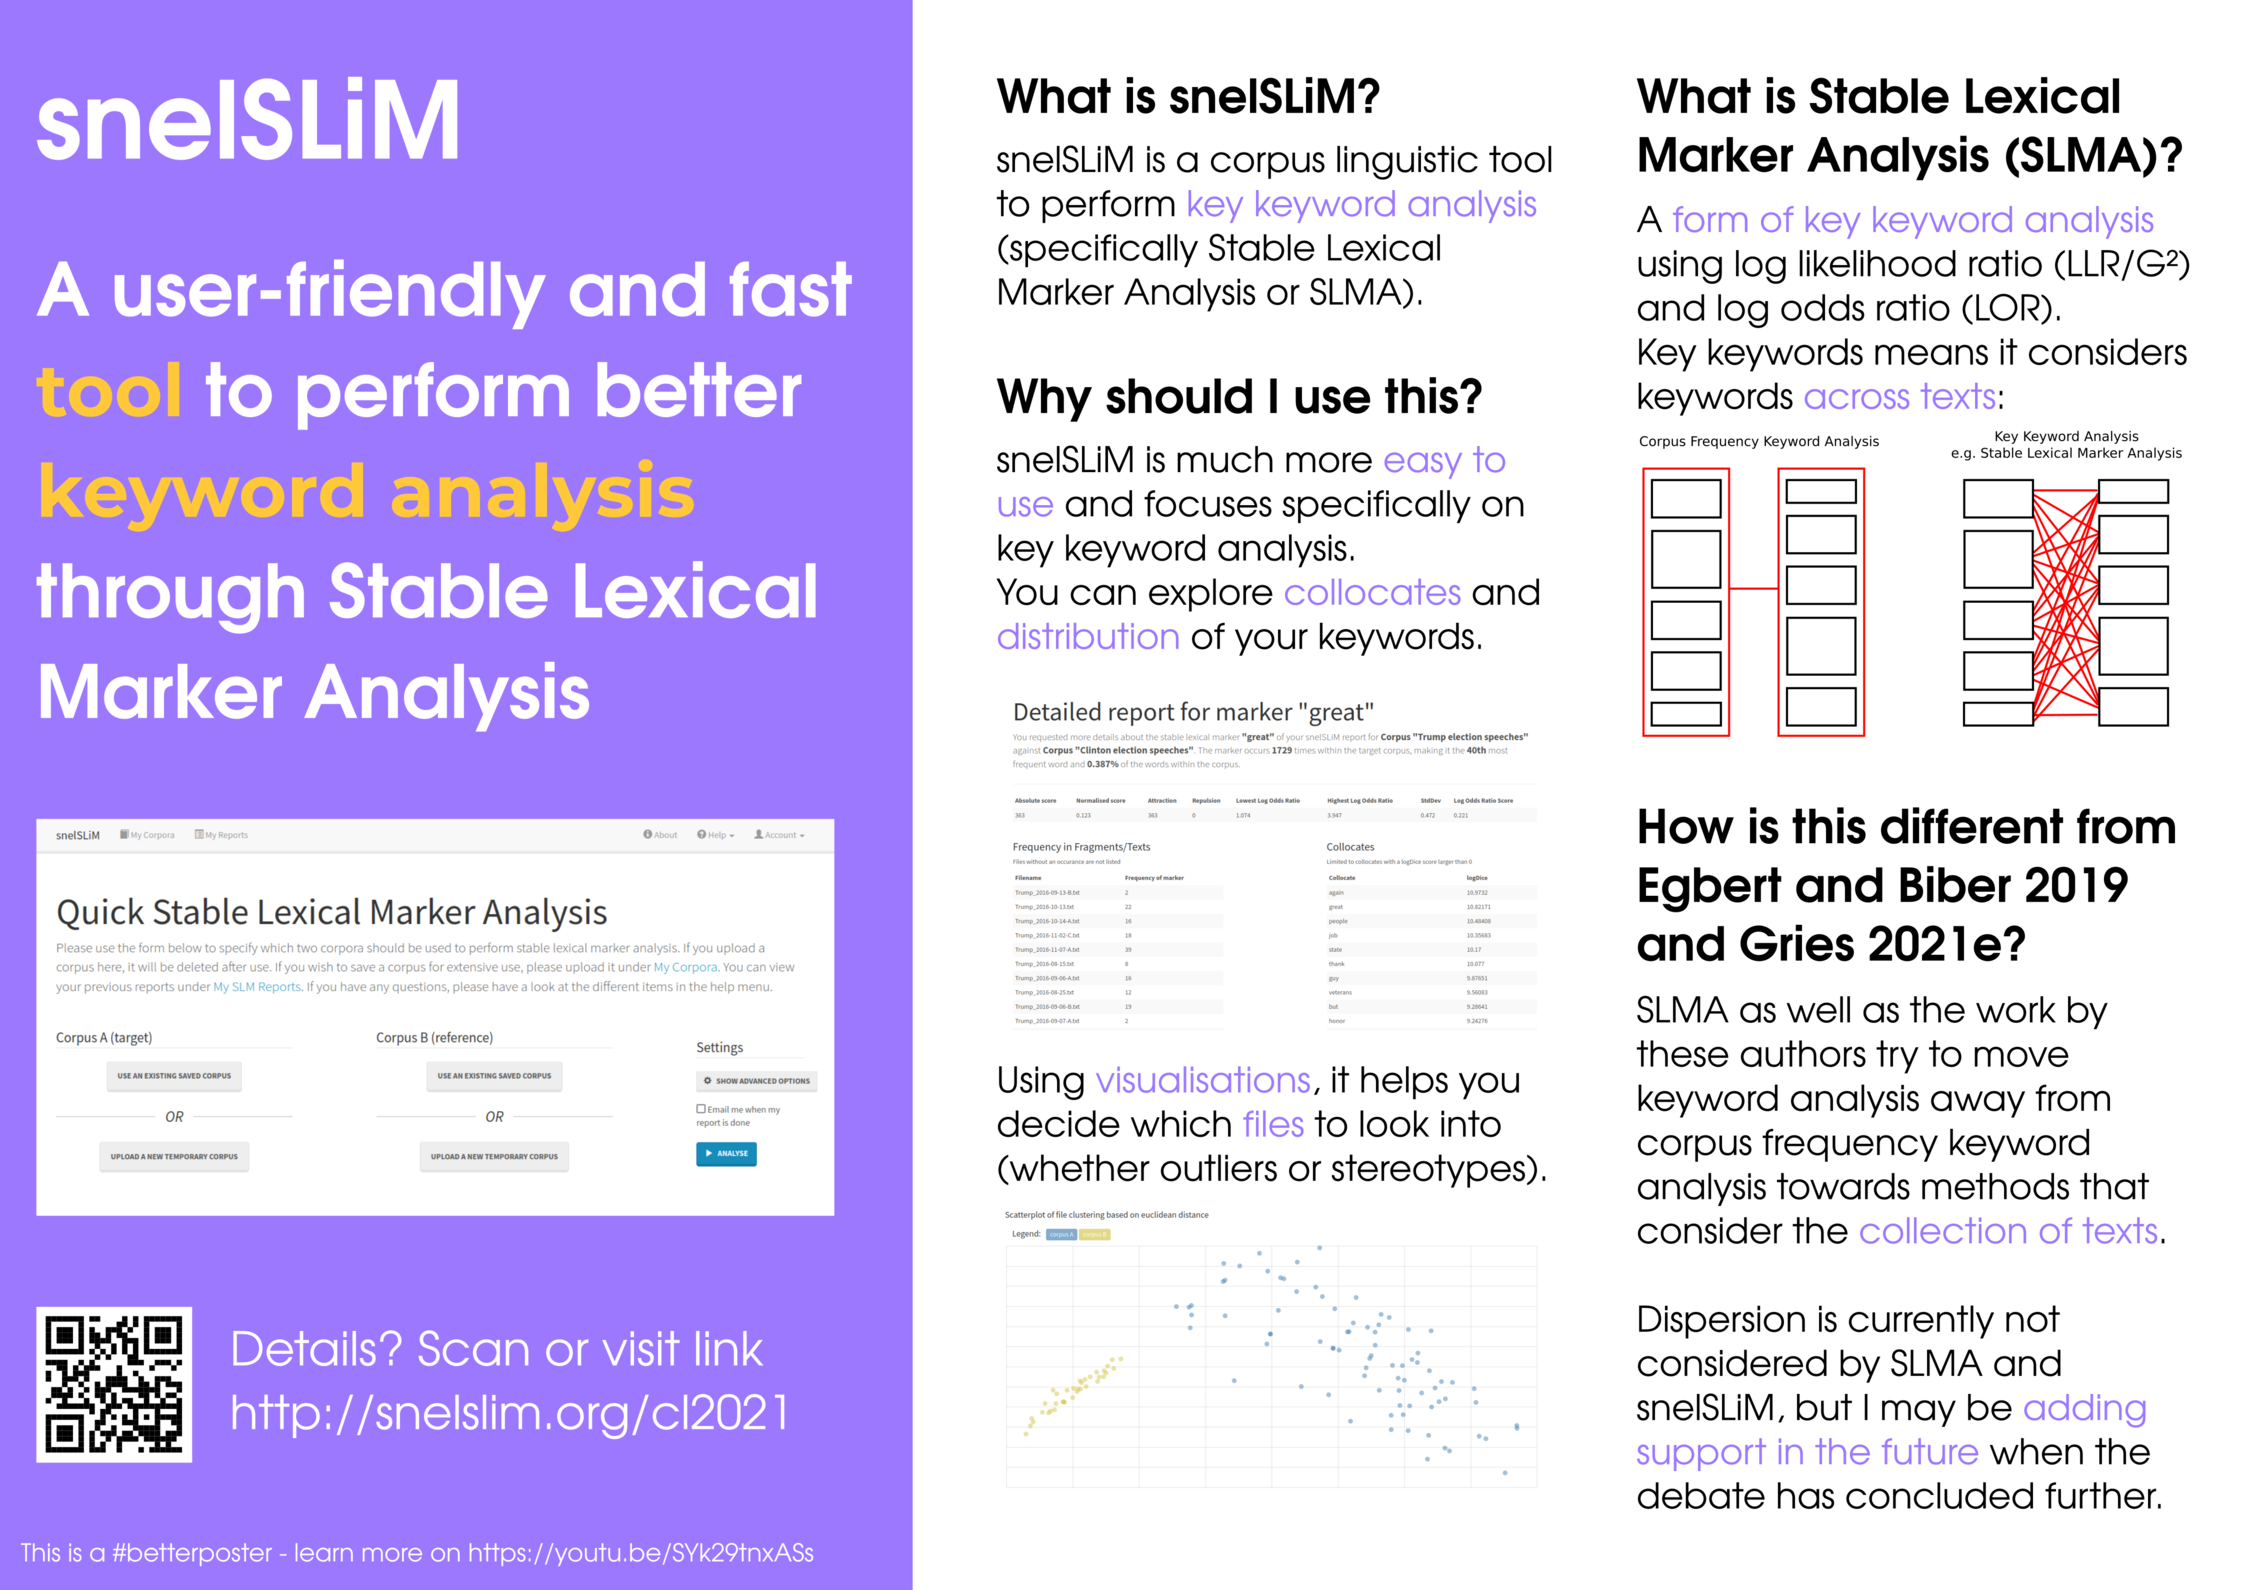 snelSLiM
A user-friendly and fast
tool to perform better
keyword analysis
through Stable Lexical
Marker Analysis
snelSLiM
My Corpora
My Reports
About
Help
Account
Quick Stable Lexical Marker Analysis
Please use the form below to specify which two corpora should be used to perform stable lexical marker analysis. If you upload a
corpus here, it will be deleted after use. If you wish to save a corpus for extensive use, please upload it under My Corpora. You can view
your previous reports under My SLM Reports. If you have any questions, please have a look at the different items in the help menu.
Corpus A (target)
USE AN EXISTING SAVED CORPUS
OR
UPLOAD A NEW TEMPORARY CORPUS
Corpus B (reference)
USE AN EXISTING SAVED CORPUS
OR
UPLOAD A NEW TEMPORARY CORPUS
Settings
SHOW ADVANCED OPTIONS
Email me when my
report is done
ANALYSE
Details? Scan or visit link
http://snelslim.org/cl2021
This is a #betterposter - learn more on https://youtu.be/SYk29tnxASs
What is snelSLiM?
snelSLiM is a corpus linguistic tool
to perform key keyword analysis
(specifically Stable Lexical
Marker Analysis or SLMA).
Why should I use this?
snelSLiM is much more easy to
use and focuses specifically on
key keyword analysis.
You can explore collocates and
distribution of your keywords.
Detailed report for marker "great"
You requested more details about the stable lexical marker "great" of your snelSLiM report for Corpus "Trump election speeches"
against Corpus "Clinton election speeches". The marker occurs 1729 times within the target corpus, making it the 40th most
frequent word and 0.387% of the words within the corpus.
Absolute score Normalised score Attraction Repulsion Lowest Log Odds Ratio Highest Log Odds Ratio StdDev Log Odds Ratio Score
363 0.123 363 0 1.074 3.947 0.472 0.221
Frequency in Fragments/Texts
Files without an occurance are not listed
Filename Frequency of marker
Trump_2016-09-13-B.txt 2
Trump_2016-10-13.txt 22
Trump_2016-10-14-A.txt 16
Trump_2016-11-02-C.txt 18
Trump_2016-11-07-A.txt 39
Trump_2016-08-15.txt 8
Trump_2016-09-06-A.txt 16
Trump_2016-08-25.txt 12
Trump_2016-09-06-B.txt 19
Trump_2016-09-07-A.txt 2
Collocates
Limited to collocates with a logDice score larger than 0
Collocate logDice
again 10.9732
great 10.82171
people 10.48408
job 10.35683
state 10.17
thank 10.077
guy 9.87651
veterans 9.56083
but 9.28641
honor 9.24276
Using visualisations, it helps you
decide which files to look into
(whether outliers or stereotypes).
Scatterplot of file clustering based on euclidean distance
Legend: corpus A corpus B
What is Stable Lexical
Marker Analysis (SLMA)?
A form of key keyword analysis
using log likelihood ratio (LLR/G²)
and log odds ratio (LOR).
Key keywords means it considers
keywords across texts:
Corpus Frequency Keyword Analysis
Key Keyword Analysis
e.g. Stable Lexical Marker Analysis
How is this different from
Egbert and Biber 2019
and Gries 2021e?
SLMA as well as the work by
these authors try to move
keyword analysis away from
corpus frequency keyword
analysis towards methods that
consider the collection of texts.
Dispersion is currently not
considered by SLMA and
snelSLiM, but I may be adding
support in the future when the
debate has concluded further.